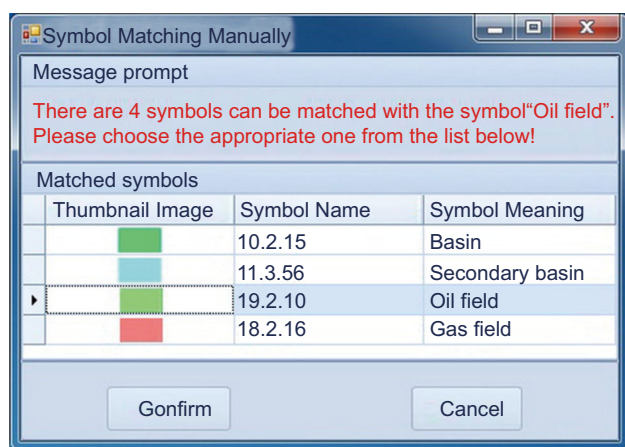 Symbol Matching Manually
Message prompt
There are 4 symbols can be matched with the symbol“Oil field”.
Please choose the appropriate one from the list below!
Matched symbols
Thumbnail Image Symbol Name Symbol Meaning
10.2.15 Basin
11.3.56 Secondary basin
19.2.10 Oil field
18.2.16 Gas field
Gonfirm Cancel